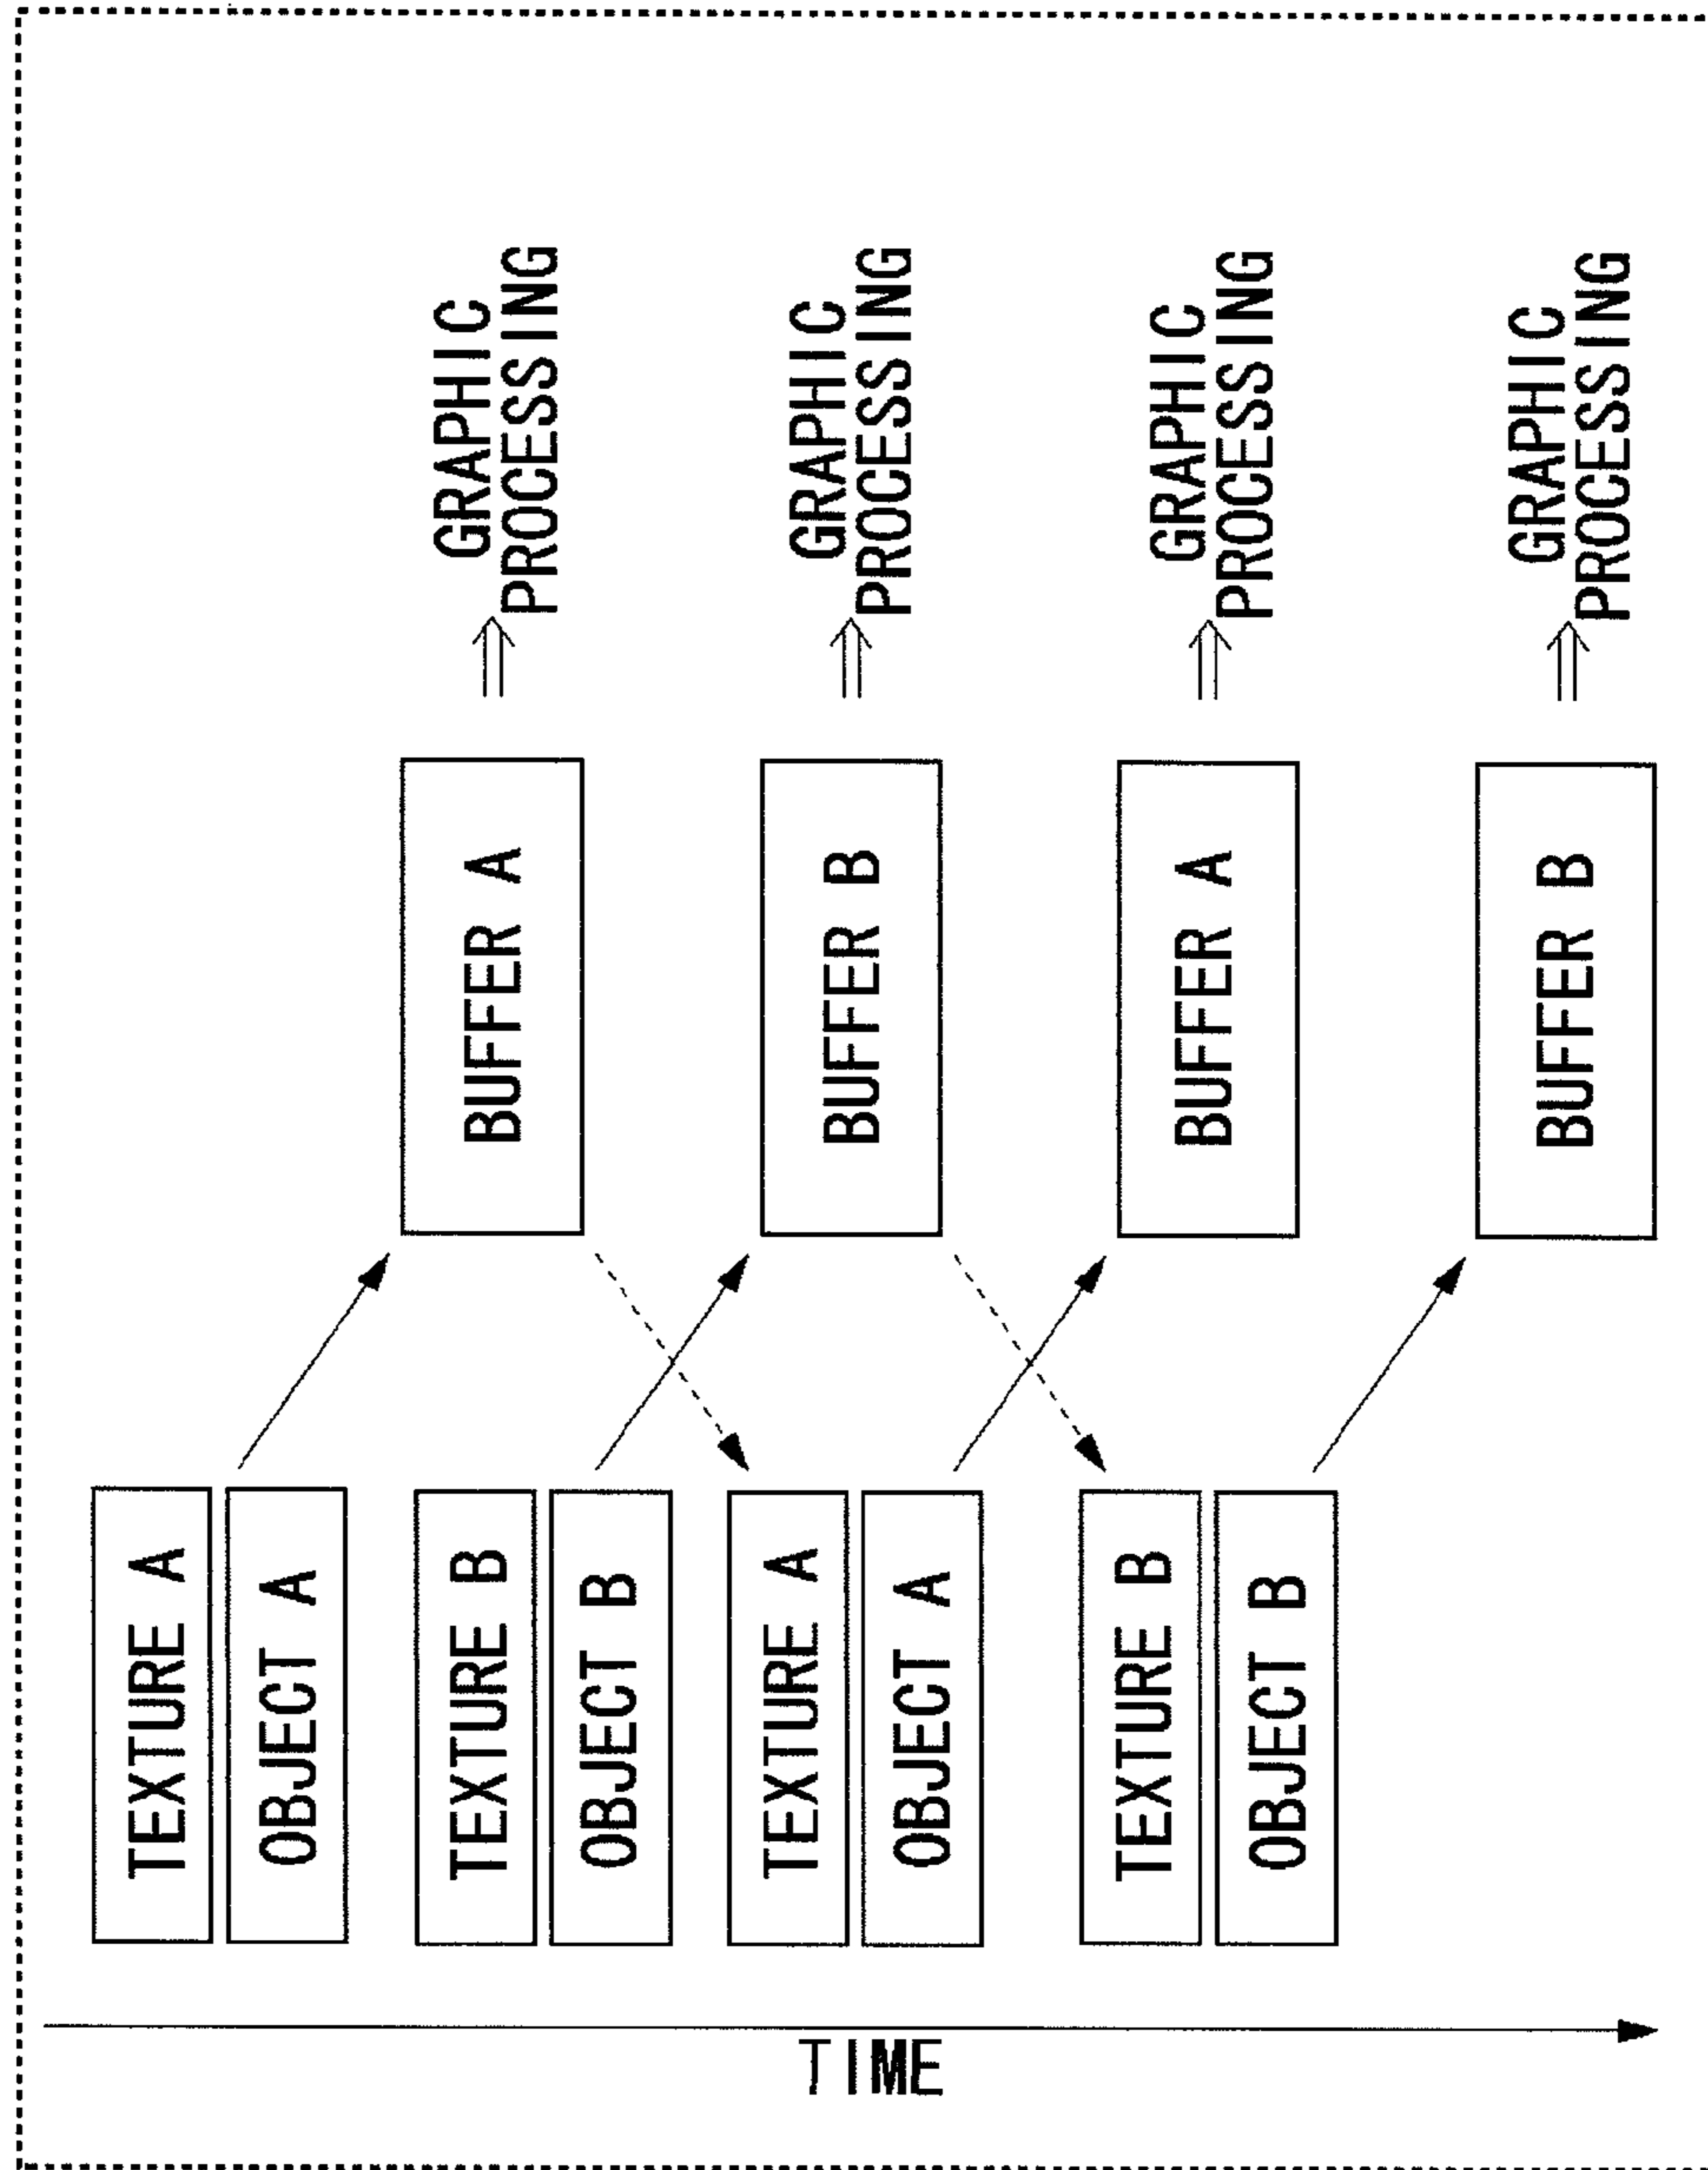 TEXTURE A
OBJECT A
TEXTURE B
OBJECT B
TEXTURE A
OBJECT A
TEXTURE B
OBJECT B
BUFFER A
BUFFER B
BUFFER A
BUFFER B
GRAPHIC
PROCESSING
GRAPHIC
PROCESSING
GRAPHIC
PROCESSING
GRAPHIC
PROCESSING
TIME